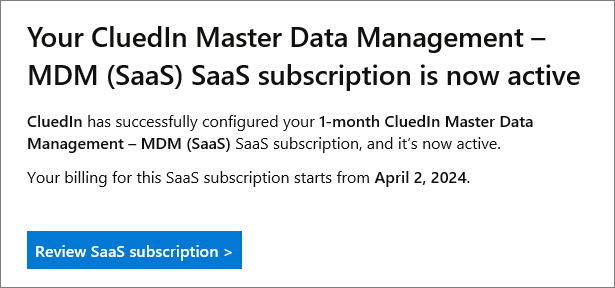 Your CluedIn Master Data Management –
MDM (SaaS) SaaS subscription is now active
CluedIn has successfully configured your 1-month CluedIn Master Data
Management – MDM (SaaS) SaaS subscription, and it’s now active.
Your billing for this SaaS subscription starts from April 2, 2024.
Review SaaS subscription >